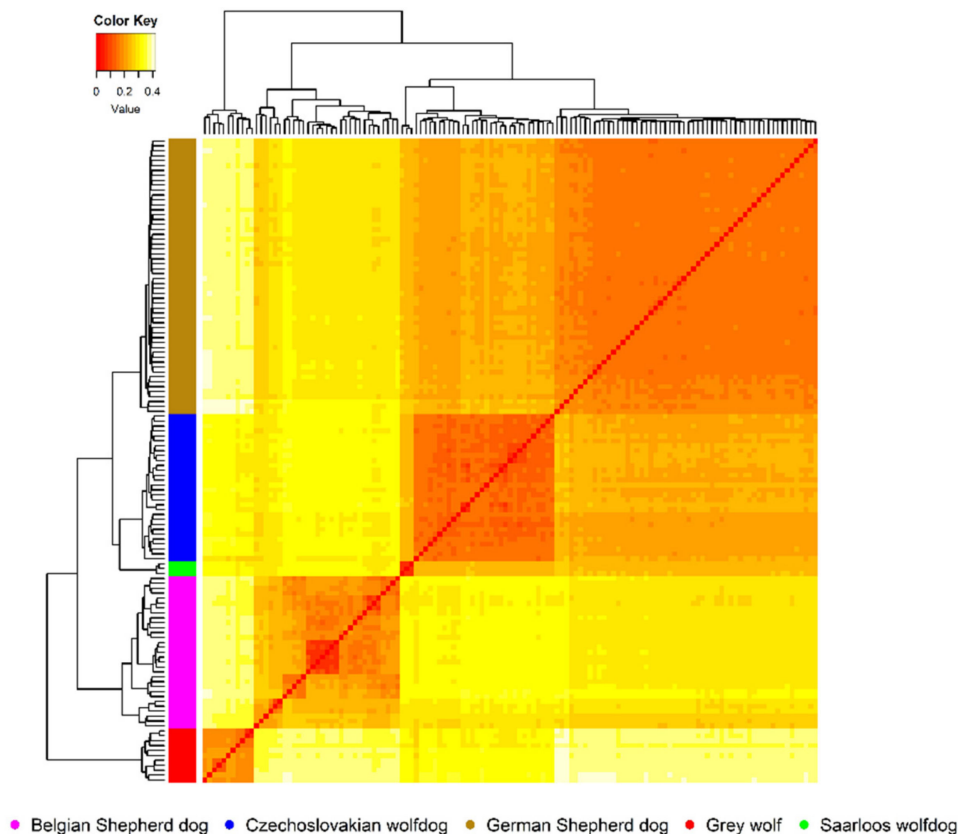 Color Key
0 0.2 0.4
Value
Belgian Shepherd dog Czechoslovakian wolfdog German Shepherd dog Grey wolf Saarloos wolfdog